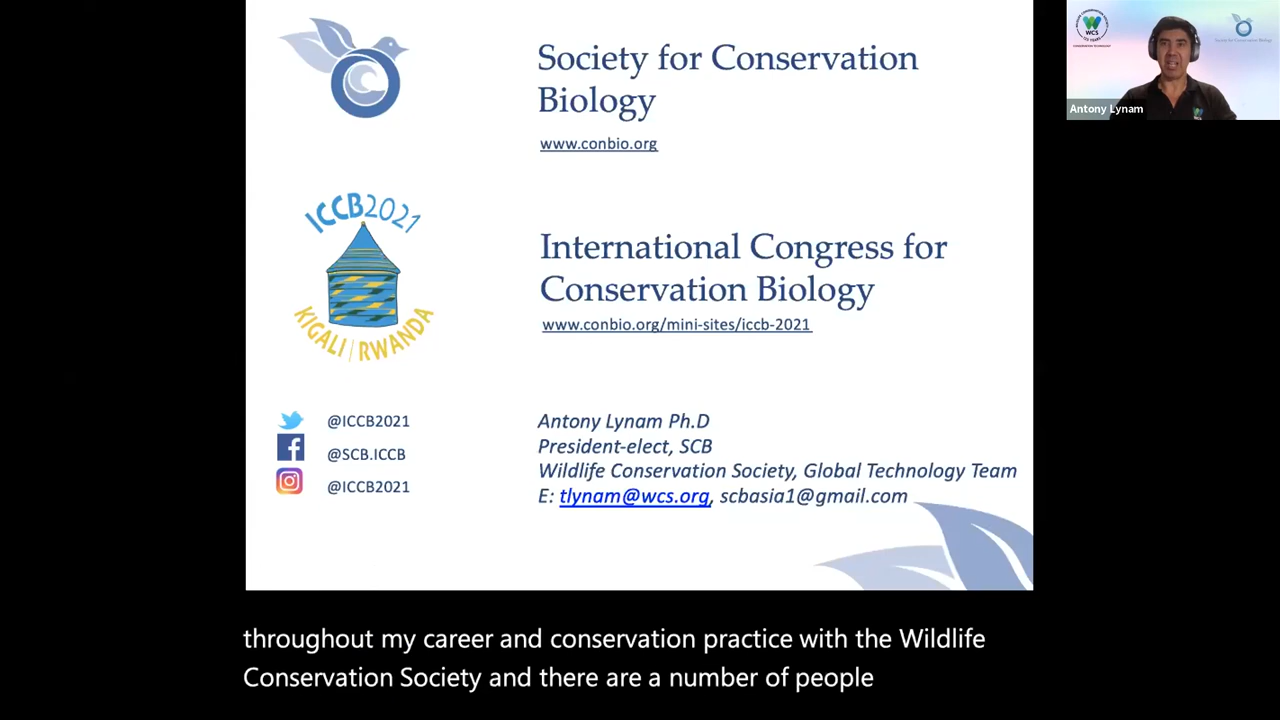 Society for Conservation
Biology
www.conbio.org
ICCB2021
KIGALI | RWANDA
International Congress for
Conservation Biology
www.conbio.org/mini-sites/iccb-2021
@ICCB2021
@SCB.ICCB
@ICCB2021
Antony Lynam Ph.D
President-elect, SCB
Wildlife Conservation Society, Global Technology Team
E: tlynam@wcs.org, scbasia1@gmail.com
WCS
Antony Lynam
throughout my career and conservation practice with the Wildlife
Conservation Society and there are a number of people